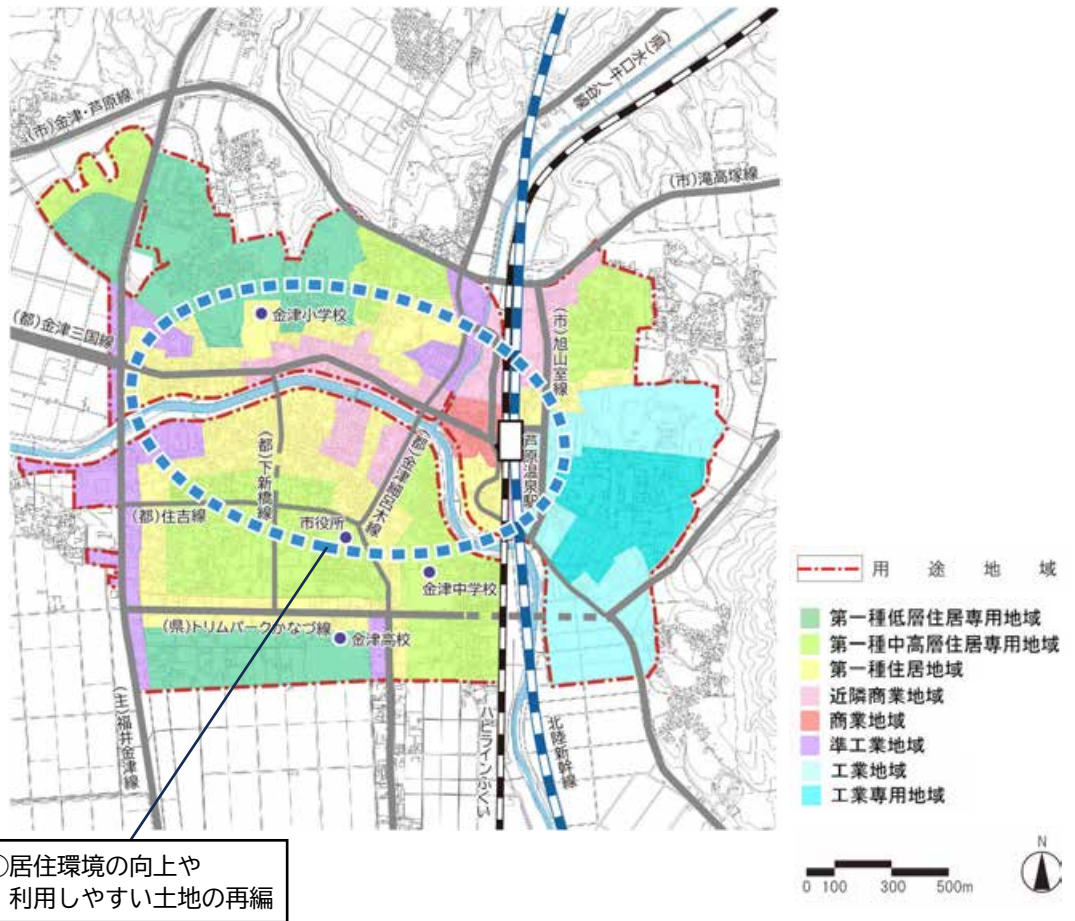 (県)水口牛ノ谷線
(市)金津・芦原線
(市)滝高塚線
金津小学校
(都)金津三国線
(市)旭山室線
(都)下新橋線
(都)金津細呂木線
芦原温泉駅
(都)住吉線
市役所
金津中学校
(県)トリムパークかなづ線
金津高校
(主)福井金津線
ハピラインふくい
北陸新幹線
居住環境の向上や
利用しやすい土地の再編
用途地域
第一種低層住居専用地域
第一種中高層住居専用地域
第一種住居地域
近隣商業地域
商業地域
準工業地域
工業地域
工業専用地域
N
0 100 300 500m